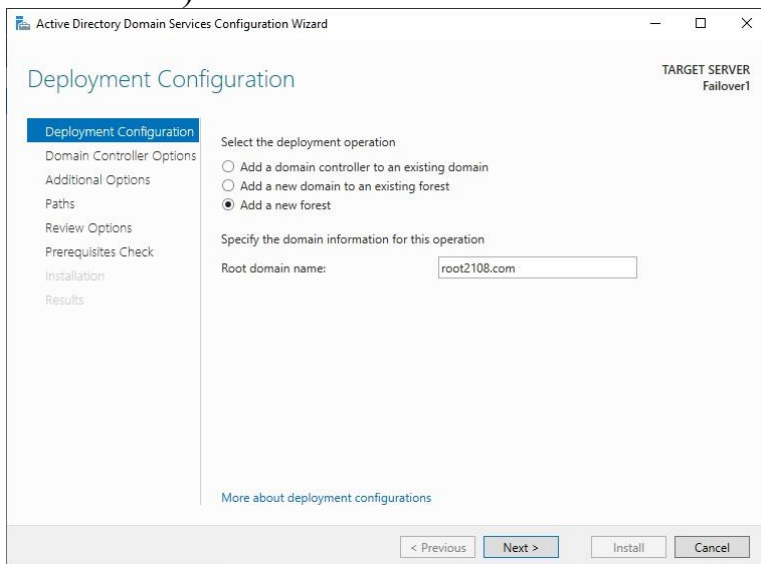 Active Directory Domain Services Configuration Wizard
Deployment Configuration
TARGET SERVER
Failover1
Deployment Configuration
Domain Controller Options
Additional Options
Paths
Review Options
Prerequisites Check
Installation
Results
Select the deployment operation
Add a domain controller to an existing domain
Add a new domain to an existing forest
Add a new forest
Specify the domain information for this operation
Root domain name:
root2108.com
More about deployment configurations
< Previous
Next >
Install
Cancel